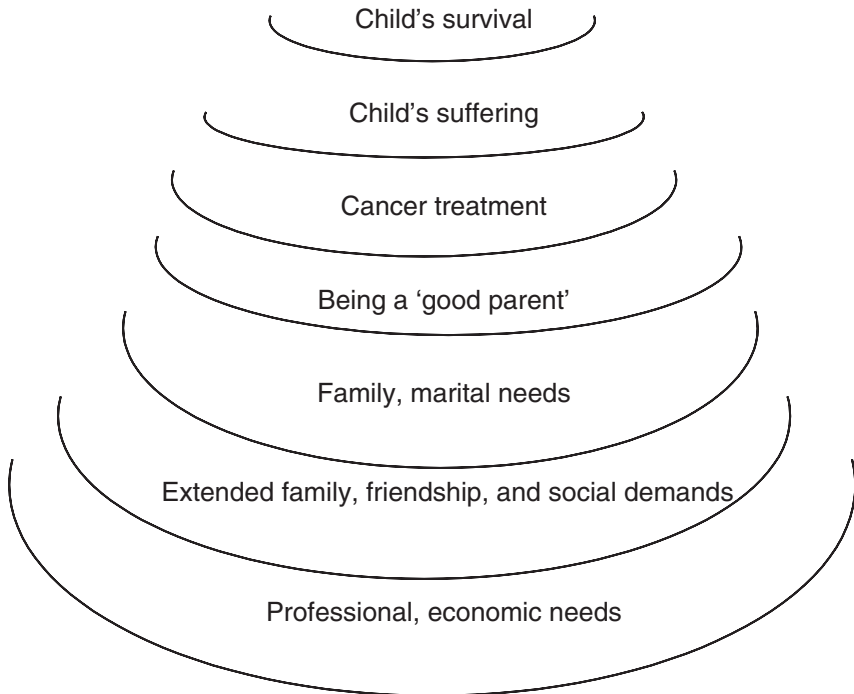 Child’s survival
Child’s suffering
Cancer treatment
Being a ‘good parent’
Family, marital needs
Extended family, friendship, and social demands
Professional, economic needs